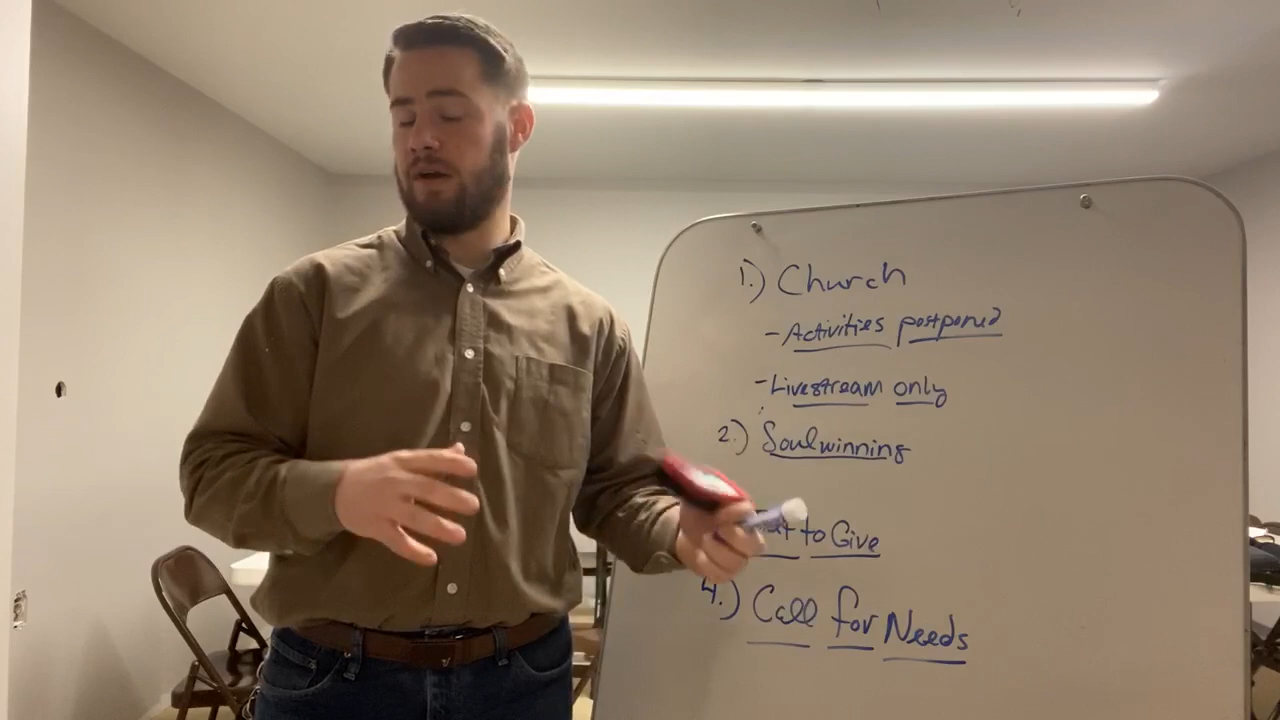 1.) Church
- Activities postponed
- Livestream only
2.) Soulwinning
to Give
4.) Call for Needs